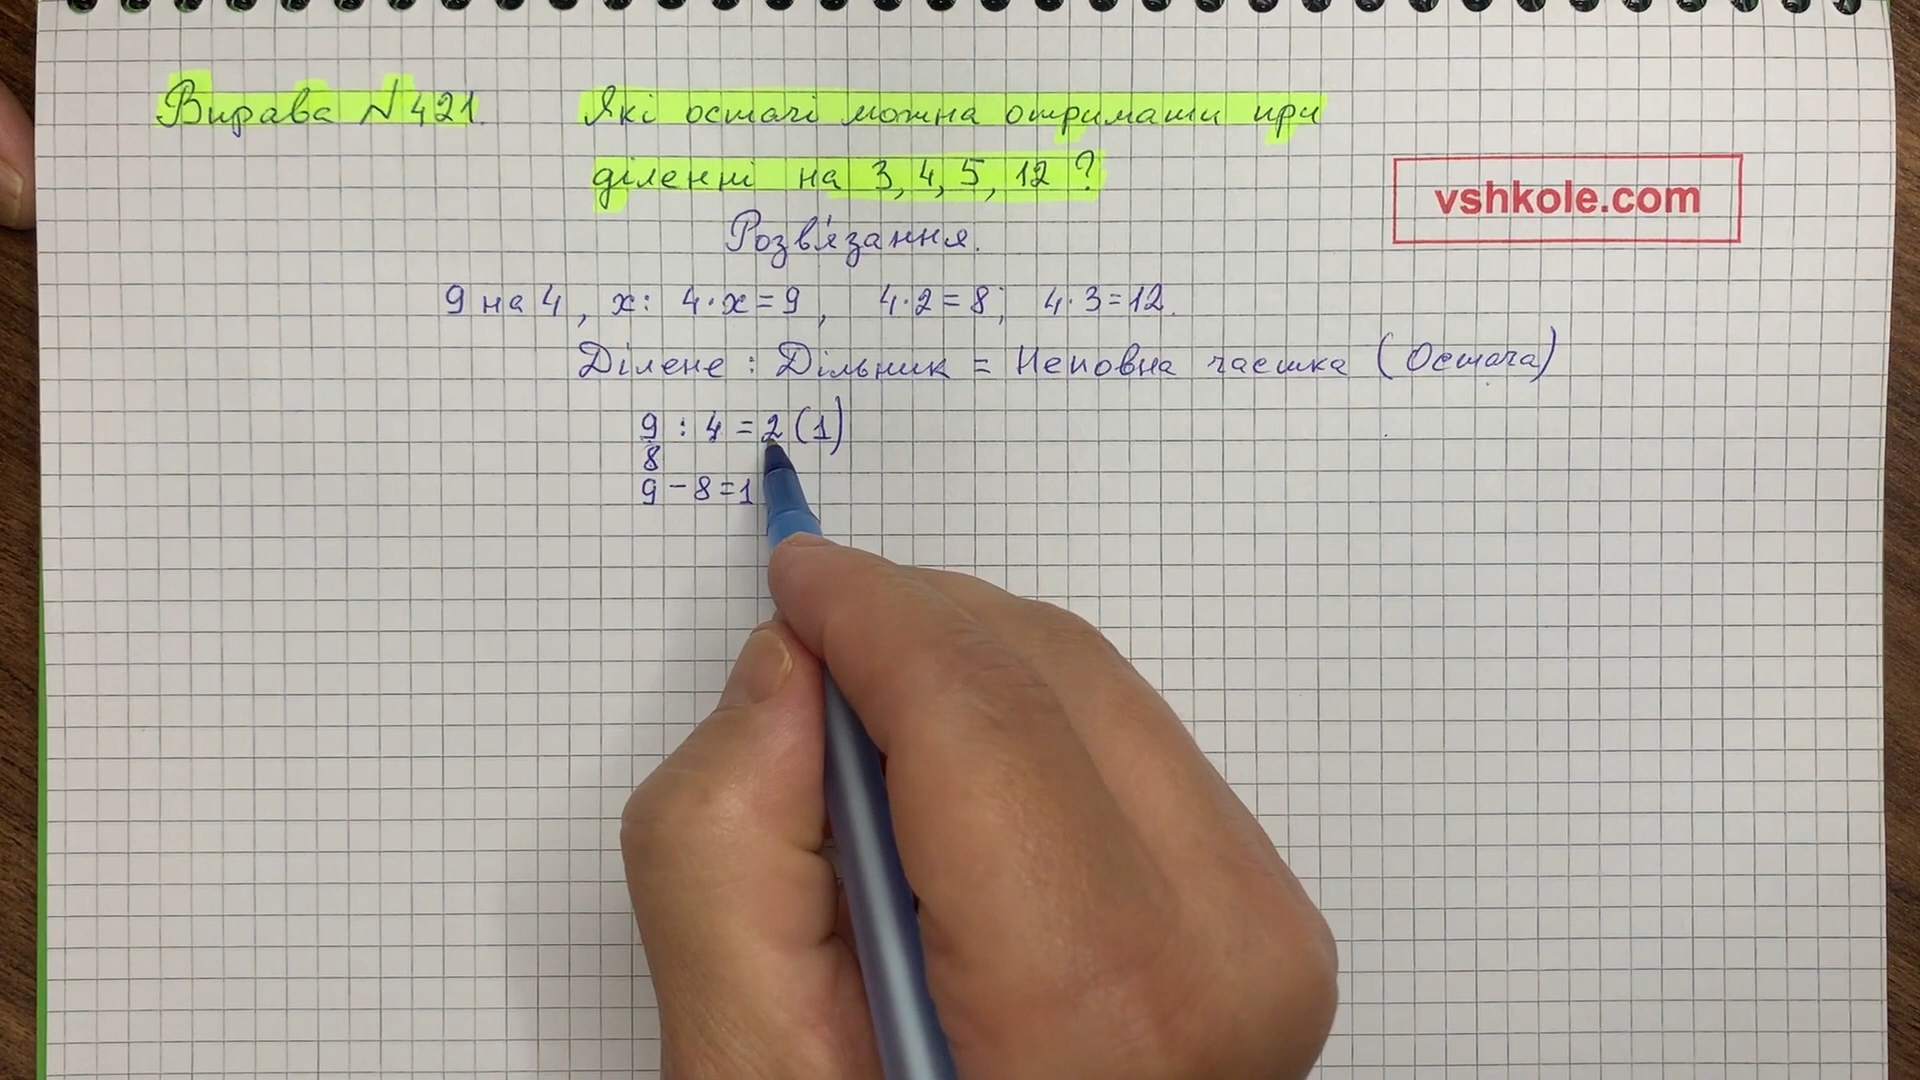 Вправа №421. Які остачі можна отримати при
діленні на 3, 4, 5, 12 ?
vshkole.com
Розв'язання.
9 на 4, x: 4·x=9, 4·2=8; 4·3=12.
Ділене : Дільник = Неповна частка (Остача)
9 : 4 = 2 (1)
8
9 - 8 = 1